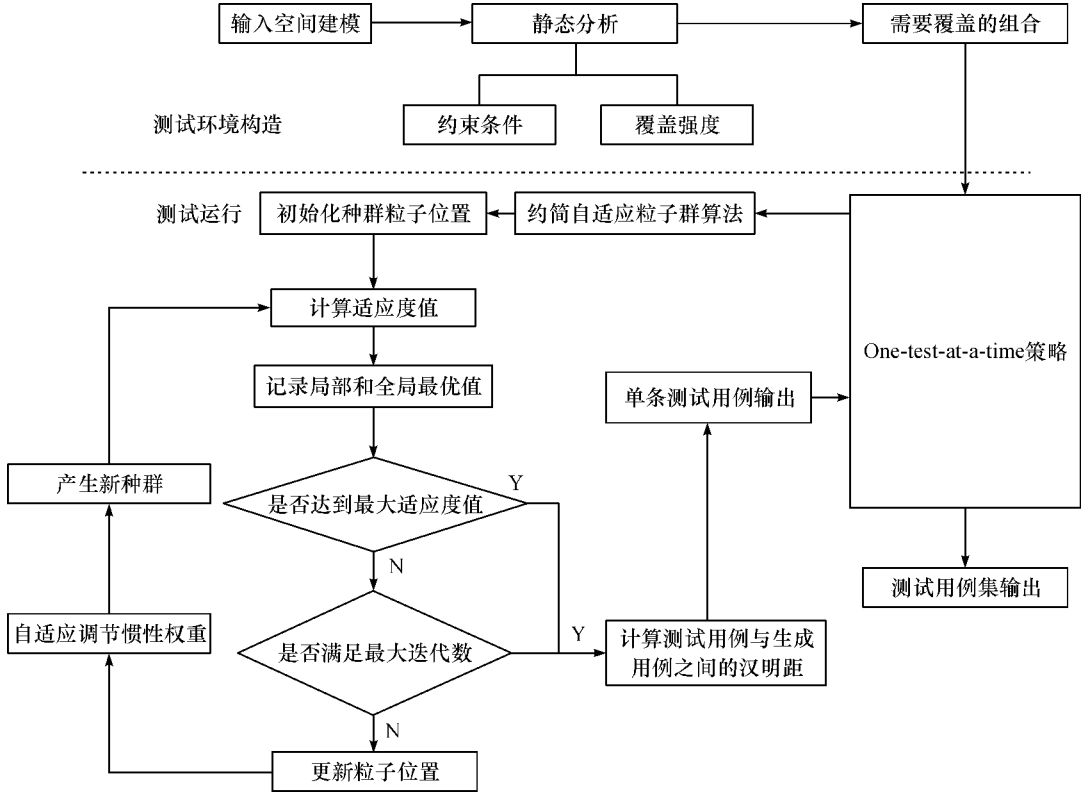 输入空间建模
静态分析
需要覆盖的组合
约束条件
覆盖强度
测试环境构造
测试运行
初始化种群粒子位置
约简自适应粒子群算法
计算适应度值
One-test-at-a-time策略
记录局部和全局最优值
单条测试用例输出
产生新种群
是否达到最大适应度值
Y
N
测试用例集输出
自适应调节惯性权重
是否满足最大迭代数
Y
计算测试用例与生成
用例之间的汉明距
N
更新粒子位置